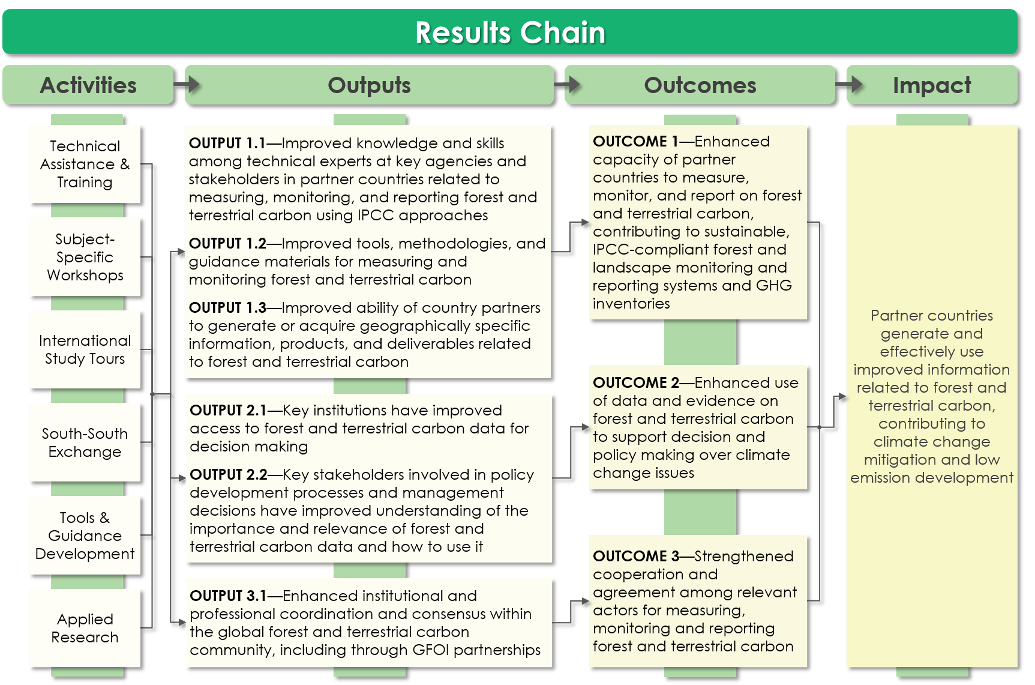 Results Chain
Activities
Outputs
Outcomes
Impact
Technical
Assistance &
Training
Subject-
Specific
Workshops
International
Study Tours
South-South
Exchange
Tools &
Guidance
Development
Applied
Research
OUTPUT 1.1—Improved knowledge and skills
among technical experts at key agencies and
stakeholders in partner countries related to
measuring, monitoring, and reporting forest and
terrestrial carbon using IPCC approaches
OUTPUT 1.2—Improved tools, methodologies, and
guidance materials for measuring and
monitoring forest and terrestrial carbon
OUTPUT 1.3—Improved ability of country partners
to generate or acquire geographically specific
information, products, and deliverables related
to forest and terrestrial carbon
OUTPUT 2.1—Key institutions have improved
access to forest and terrestrial carbon data for
decision making
OUTPUT 2.2—Key stakeholders involved in policy
development processes and management
decisions have improved understanding of the
importance and relevance of forest and
terrestrial carbon data and how to use it
OUTPUT 3.1—Enhanced institutional and
professional coordination and consensus within
the global forest and terrestrial carbon
community, including through GFOI partnerships
OUTCOME 1—Enhanced
capacity of partner
countries to measure,
monitor, and report on forest
and terrestrial carbon,
contributing to sustainable,
IPCC-compliant forest and
landscape monitoring and
reporting systems and GHG
inventories
OUTCOME 2—Enhanced use
of data and evidence on
forest and terrestrial carbon
to support decision and
policy making over climate
change issues
OUTCOME 3—Strengthened
cooperation and
agreement among relevant
actors for measuring,
monitoring and reporting
forest and terrestrial carbon
Partner countries
generate and
effectively use
improved information
related to forest and
terrestrial carbon,
contributing to
climate change
mitigation and low
emission development